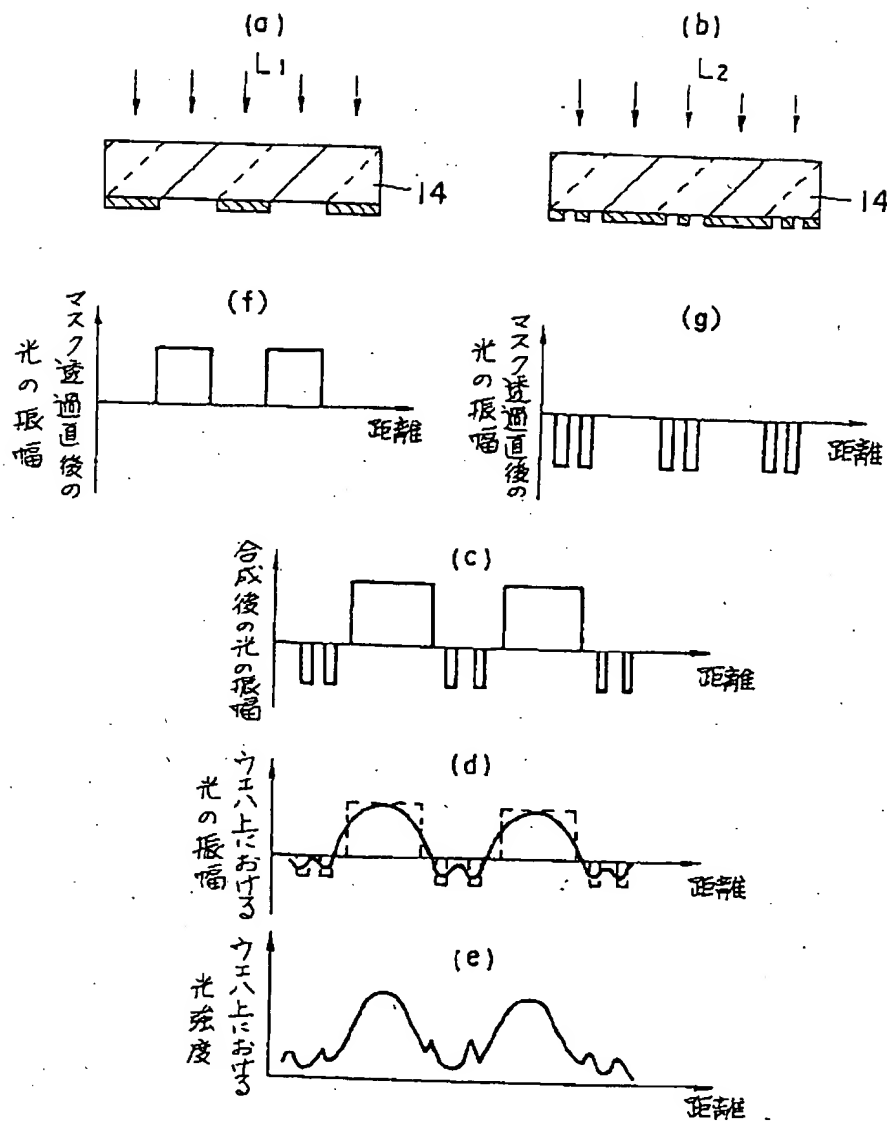 (a)
L1
14
(b)
L2
14
(f)
マスク透過直後の
光の振幅
距離
(g)
マスク透過直後の
光の振幅
距離
(c)
合成後の光の振幅
距離
(d)
ウエハ上における
光の振幅
距離
(e)
ウエハ上における
光強度
距離